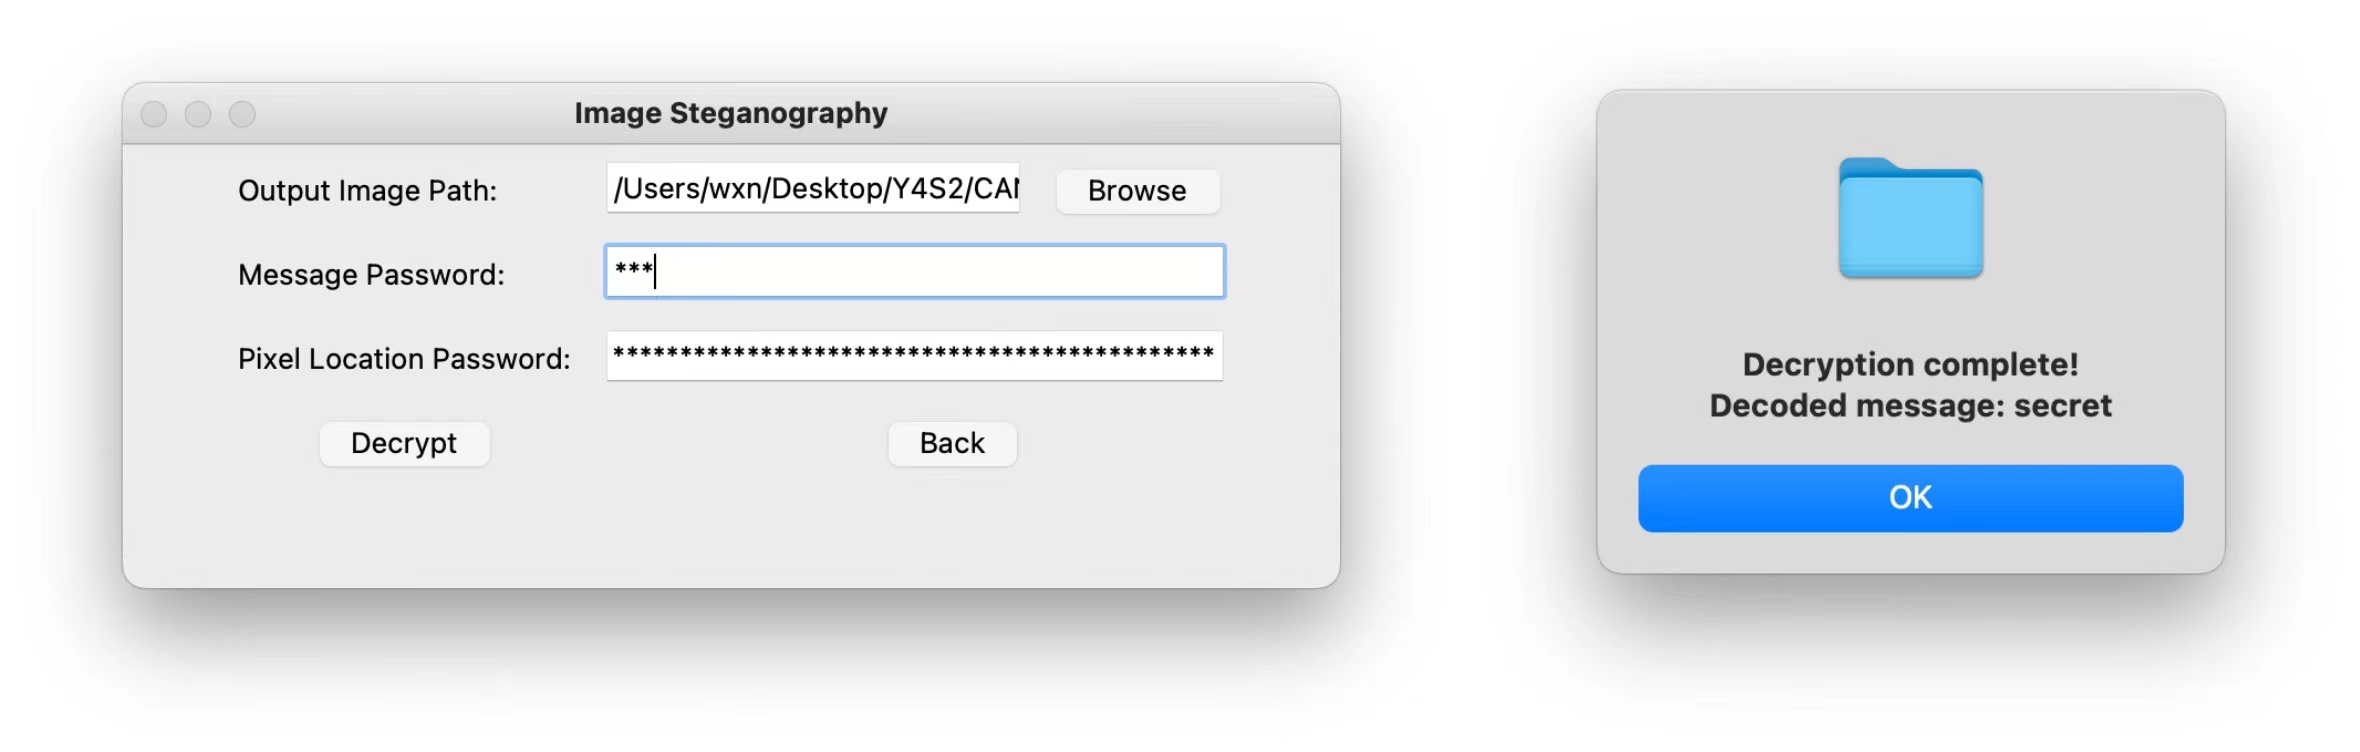 Image Steganography
Output Image Path: /Users/wxn/Desktop/Y4S2/CAN Browse
Message Password: ***
Pixel Location Password: *********************************************
Decrypt Back
Decryption complete!
Decoded message: secret
OK